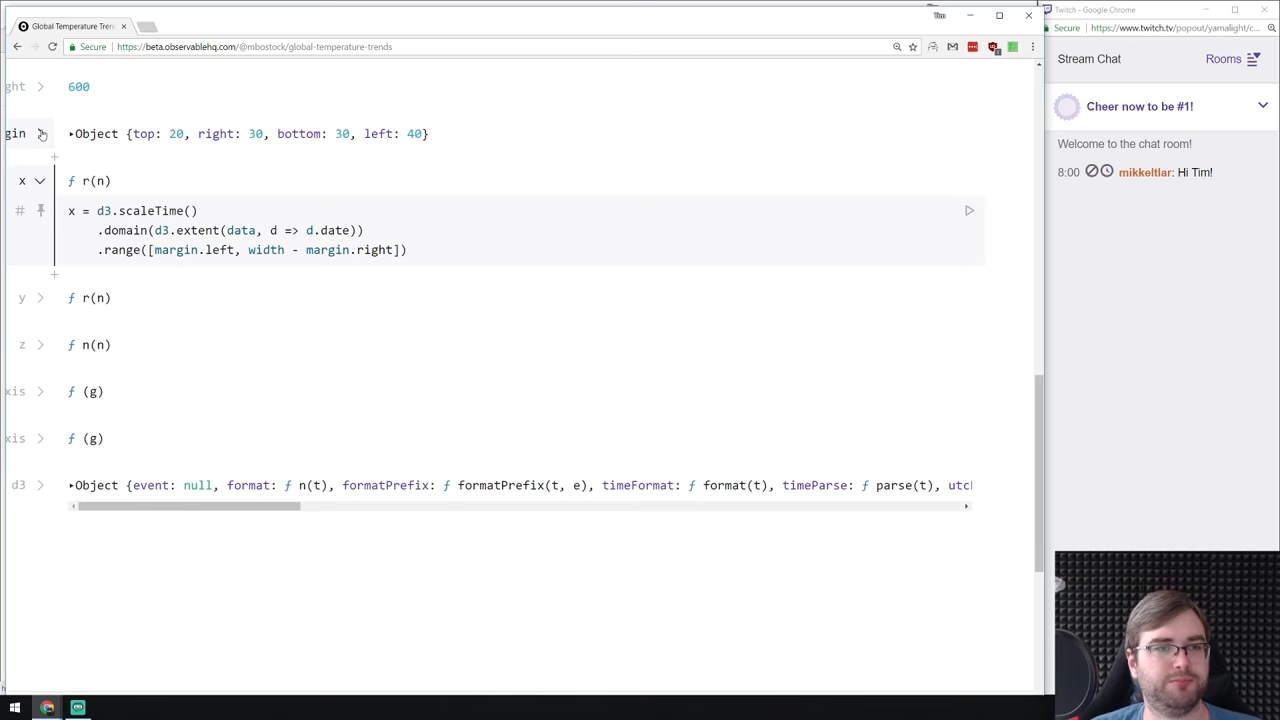 Global Temperature Tren
Tim
Twitch - Google Chrome
Secure
https://beta.observablehq.com/@mbostock/global-temperature-trends
Secure
https://www.twitch.tv/popout/yamalight/c...
Stream Chat
Rooms
Cheer now to be #1!
Welcome to the chat room!
8:00 mikkeltlar: Hi Tim!
ght > 600
gin ▸Object {top: 20, right: 30, bottom: 30, left: 40}
+
x ƒ r(n)
# x = d3.scaleTime()
.domain(d3.extent(data, d => d.date))
.range([margin.left, width - margin.right])
+
y > ƒ r(n)
z > ƒ n(n)
xis > ƒ (g)
xis > ƒ (g)
d3 > ▸Object {event: null, format: ƒ n(t), formatPrefix: ƒ formatPrefix(t, e), timeFormat: ƒ format(t), timeParse: ƒ parse(t), utc